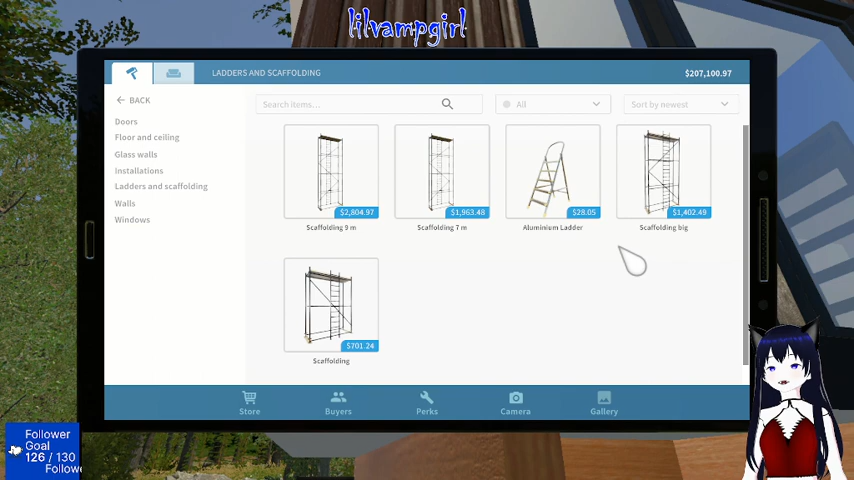 lilvampgirl
LADDERS AND SCAFFOLDING
$207,100.97
BACK
Search items...
All
Sort by newest
Doors
Floor and ceiling
Glass walls
Installations
Ladders and scaffolding
Walls
Windows
$2,804.97
$1,963.48
$28.05
$1,402.49
Scaffolding 9 m
Scaffolding 7 m
Aluminium Ladder
Scaffolding big
$701.24
Scaffolding
Store
Buyers
Perks
Camera
Gallery
Follower
Goal
126 / 130
Followe